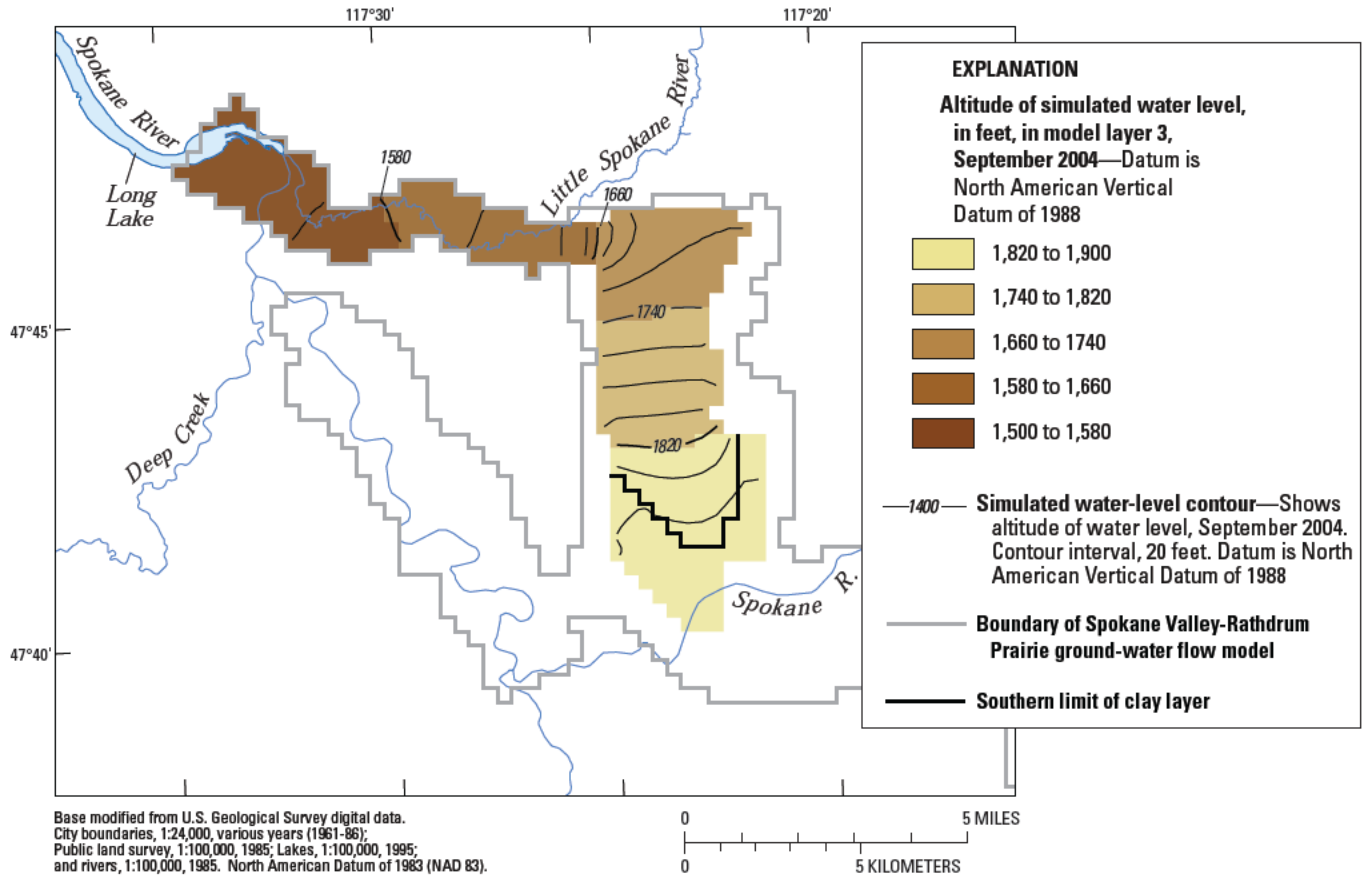 117°30'
117°20'
Spokane River
Long
Lake
1580
Little Spokane River
1660
47°45'
1740
Deep Creek
1820
Spokane R.
47°40'
EXPLANATION
Altitude of simulated water level,
in feet, in model layer 3,
September 2004—Datum is
North American Vertical
Datum of 1988
1,820 to 1,900
1,740 to 1,820
1,660 to 1740
1,580 to 1,660
1,500 to 1,580
1400
Simulated water-level contour—Shows
altitude of water level, September 2004.
Contour interval, 20 feet. Datum is North
American Vertical Datum of 1988
Boundary of Spokane Valley-Rathdrum
Prairie ground-water flow model
Southern limit of clay layer
Base modified from U.S. Geological Survey digital data.
City boundaries, 1:24,000, various years (1961-86);
Public land survey, 1:100,000, 1985; Lakes, 1:100,000, 1995;
and rivers, 1:100,000, 1985. North American Datum of 1983 (NAD 83).
0 5 MILES
0 5 KILOMETERS